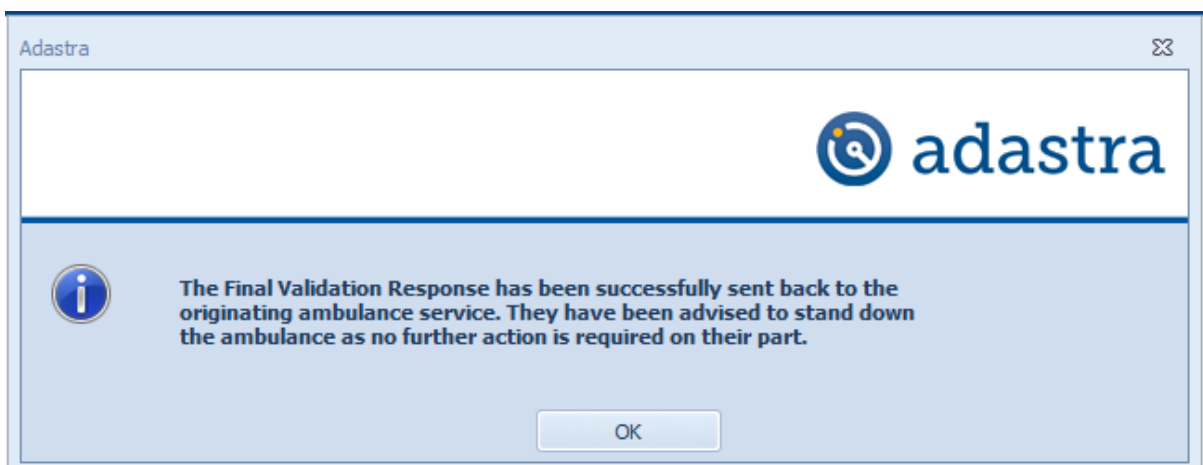 Adastra
adastra
The Final Validation Response has been successfully sent back to the
originating ambulance service. They have been advised to stand down
the ambulance as no further action is required on their part.
OK